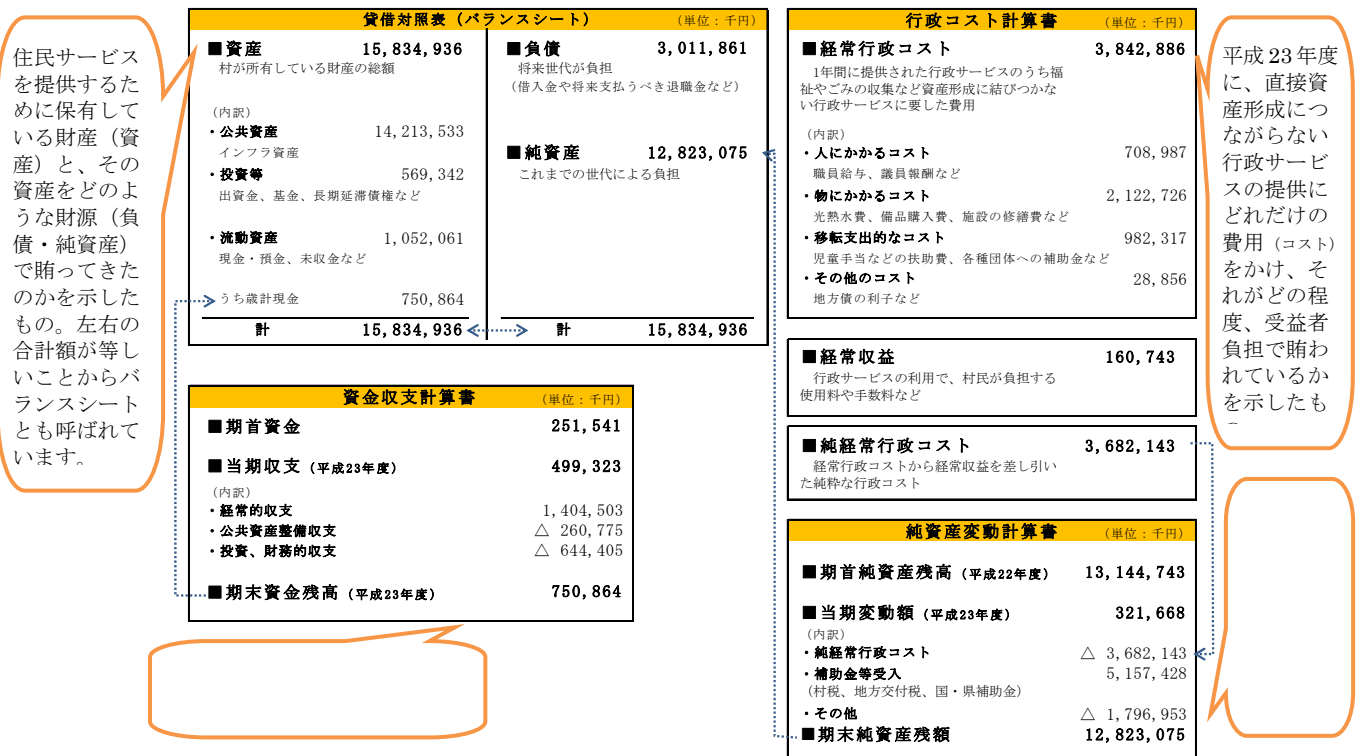 住民サービス
を提供するた
めに保有して
いる財産（資
産）と、その
資産をどのよ
うな財源（負
債・純資産）
で賄ってきた
のかを示した
もの。左右の
合計額が等し
いことからバ
ランスシート
とも呼ばれて
います。
貸借対照表（バランスシート） （単位：千円）
■資産 15,834,936
村が所有している財産の総額
（内訳）
・公共資産 14,213,533
インフラ資産
・投資等 569,342
出資金、基金、長期延滞債権など
・流動資産 1,052,061
現金・預金、未収金など
うち歳計現金 750,864
計 15,834,936
■負債 3,011,861
将来世代が負担
（借入金や将来支払うべき退職金など）
■純資産 12,823,075
これまでの世代による負担
計 15,834,936
資金収支計算書 （単位：千円）
■期首資金 251,541
■当期収支（平成23年度） 499,323
（内訳）
・経常的収支 1,404,503
・公共資産整備収支 △ 260,775
・投資、財務的収支 △ 644,405
■期末資金残高（平成23年度） 750,864
行政コスト計算書 （単位：千円）
■経常行政コスト 3,842,886
1年間に提供された行政サービスのうち福
祉やごみの収集など資産形成に結びつかな
い行政サービスに要した費用
（内訳）
・人にかかるコスト 708,987
職員給与、議員報酬など
・物にかかるコスト 2,122,726
光熱水費、備品購入費、施設の修繕費など
・移転支出的なコスト 982,317
児童手当などの扶助費、各種団体への補助金など
・その他のコスト 28,856
地方債の利子など
■経常収益 160,743
行政サービスの利用で、村民が負担する
使用料や手数料など
■純経常行政コスト 3,682,143
経常行政コストから経常収益を差し引い
た純粋な行政コスト
純資産変動計算書 （単位：千円）
■期首純資産残高（平成22年度） 13,144,743
■当期変動額（平成23年度） 321,668
（内訳）
・純経常行政コスト △ 3,682,143
・補助金等受入 5,157,428
（村税、地方交付税、国・県補助金）
・その他 △ 1,796,953
■期末純資産残額 12,823,075
平成23年度
に、直接資
産形成につ
ながらない
行政サービ
スの提供に
どれだけの
費用（コスト）
をかけ、そ
れがどの程
度、受益者
負担で賄わ
れているか
を示したも